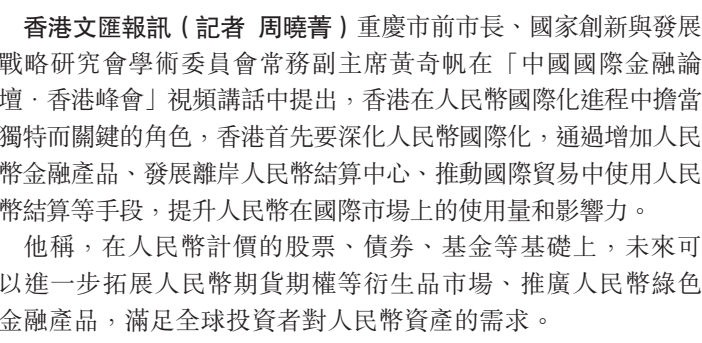 香港文匯報訊（記者 周曉菁）重慶市前市長、國家創新與發展
戰略研究會學術委員會常務副主席黃奇帆在「中國國際金融論
壇‧香港峰會」視頻講話中提出，香港在人民幣國際化進程中擔當
獨特而關鍵的角色，香港首先要深化人民幣國際化，通過增加人民
幣金融產品、發展離岸人民幣結算中心、推動國際貿易中使用人民
幣結算等手段，提升人民幣在國際市場上的使用量和影響力。
他稱，在人民幣計價的股票、債券、基金等基礎上，未來可
以進一步拓展人民幣期貨期權等衍生品市場、推廣人民幣綠色
金融產品，滿足全球投資者對人民幣資產的需求。